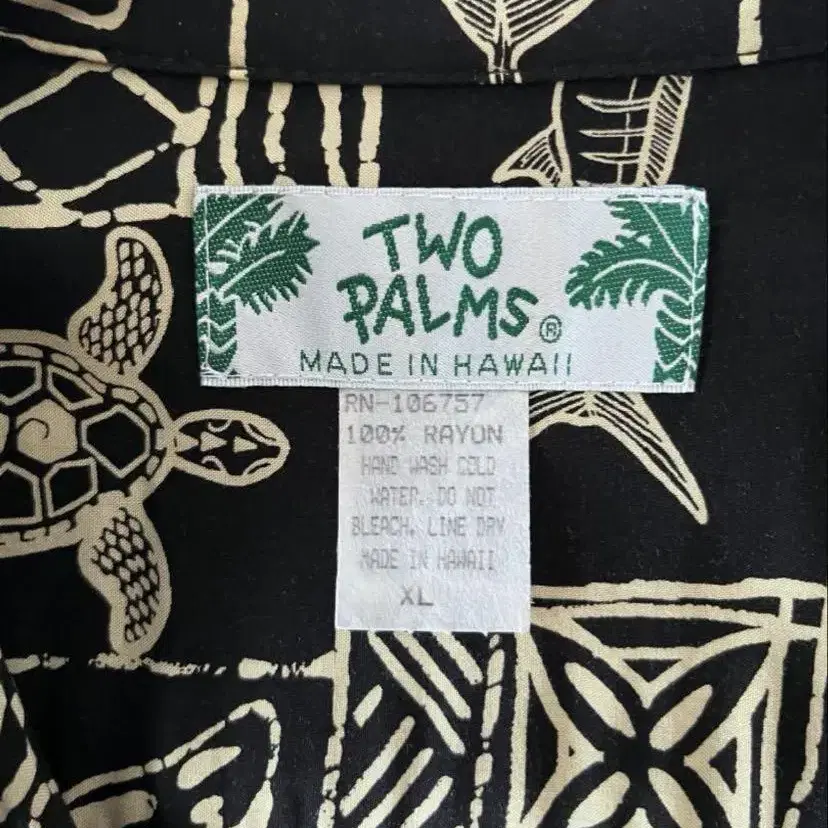 TWO
PALMS®
MADE IN HAWAII
RN-106757
100% RAYON
HAND WASH COLD
WATER. DO NOT
BLEACH. LINE DRY
MADE IN HAWAII
XL